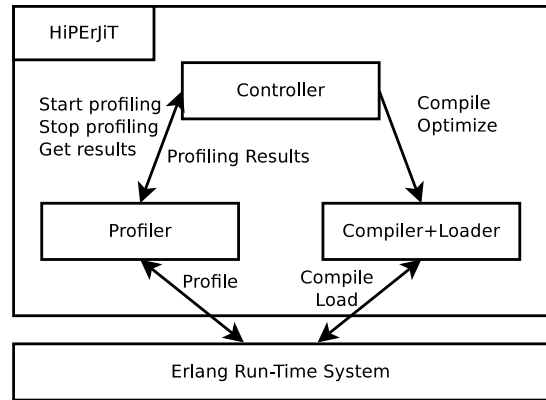 HiPErJiT
Controller
Start profiling
Stop profiling
Get results
Compile
Optimize
Profiling Results
Profiler
Compiler+Loader
Profile
Compile
Load
Erlang Run-Time System